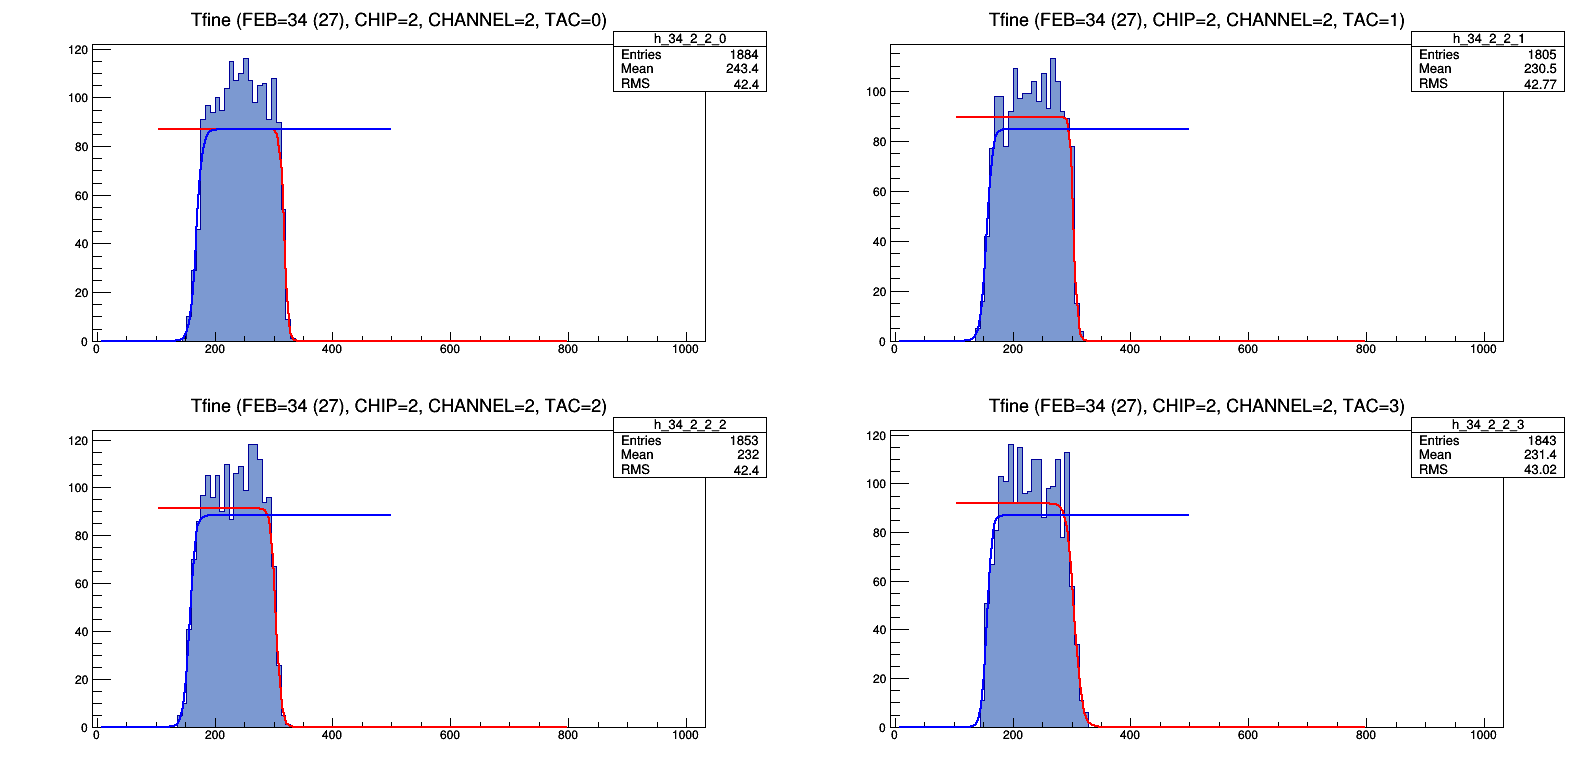 Tfine (FEB=34 (27), CHIP=2, CHANNEL=2, TAC=0)
h_34_2_2_0
Entries 1884
Mean 243.4
RMS 42.4
120
100
80
60
40
20
0
0 200 400 600 800 1000
Tfine (FEB=34 (27), CHIP=2, CHANNEL=2, TAC=1)
h_34_2_2_1
Entries 1805
Mean 230.5
RMS 42.77
100
80
60
40
20
0
0 200 400 600 800 1000
Tfine (FEB=34 (27), CHIP=2, CHANNEL=2, TAC=2)
h_34_2_2_2
Entries 1853
Mean 232
RMS 42.4
120
100
80
60
40
20
0
0 200 400 600 800 1000
Tfine (FEB=34 (27), CHIP=2, CHANNEL=2, TAC=3)
h_34_2_2_3
Entries 1843
Mean 231.4
RMS 43.02
120
100
80
60
40
20
0
0 200 400 600 800 1000